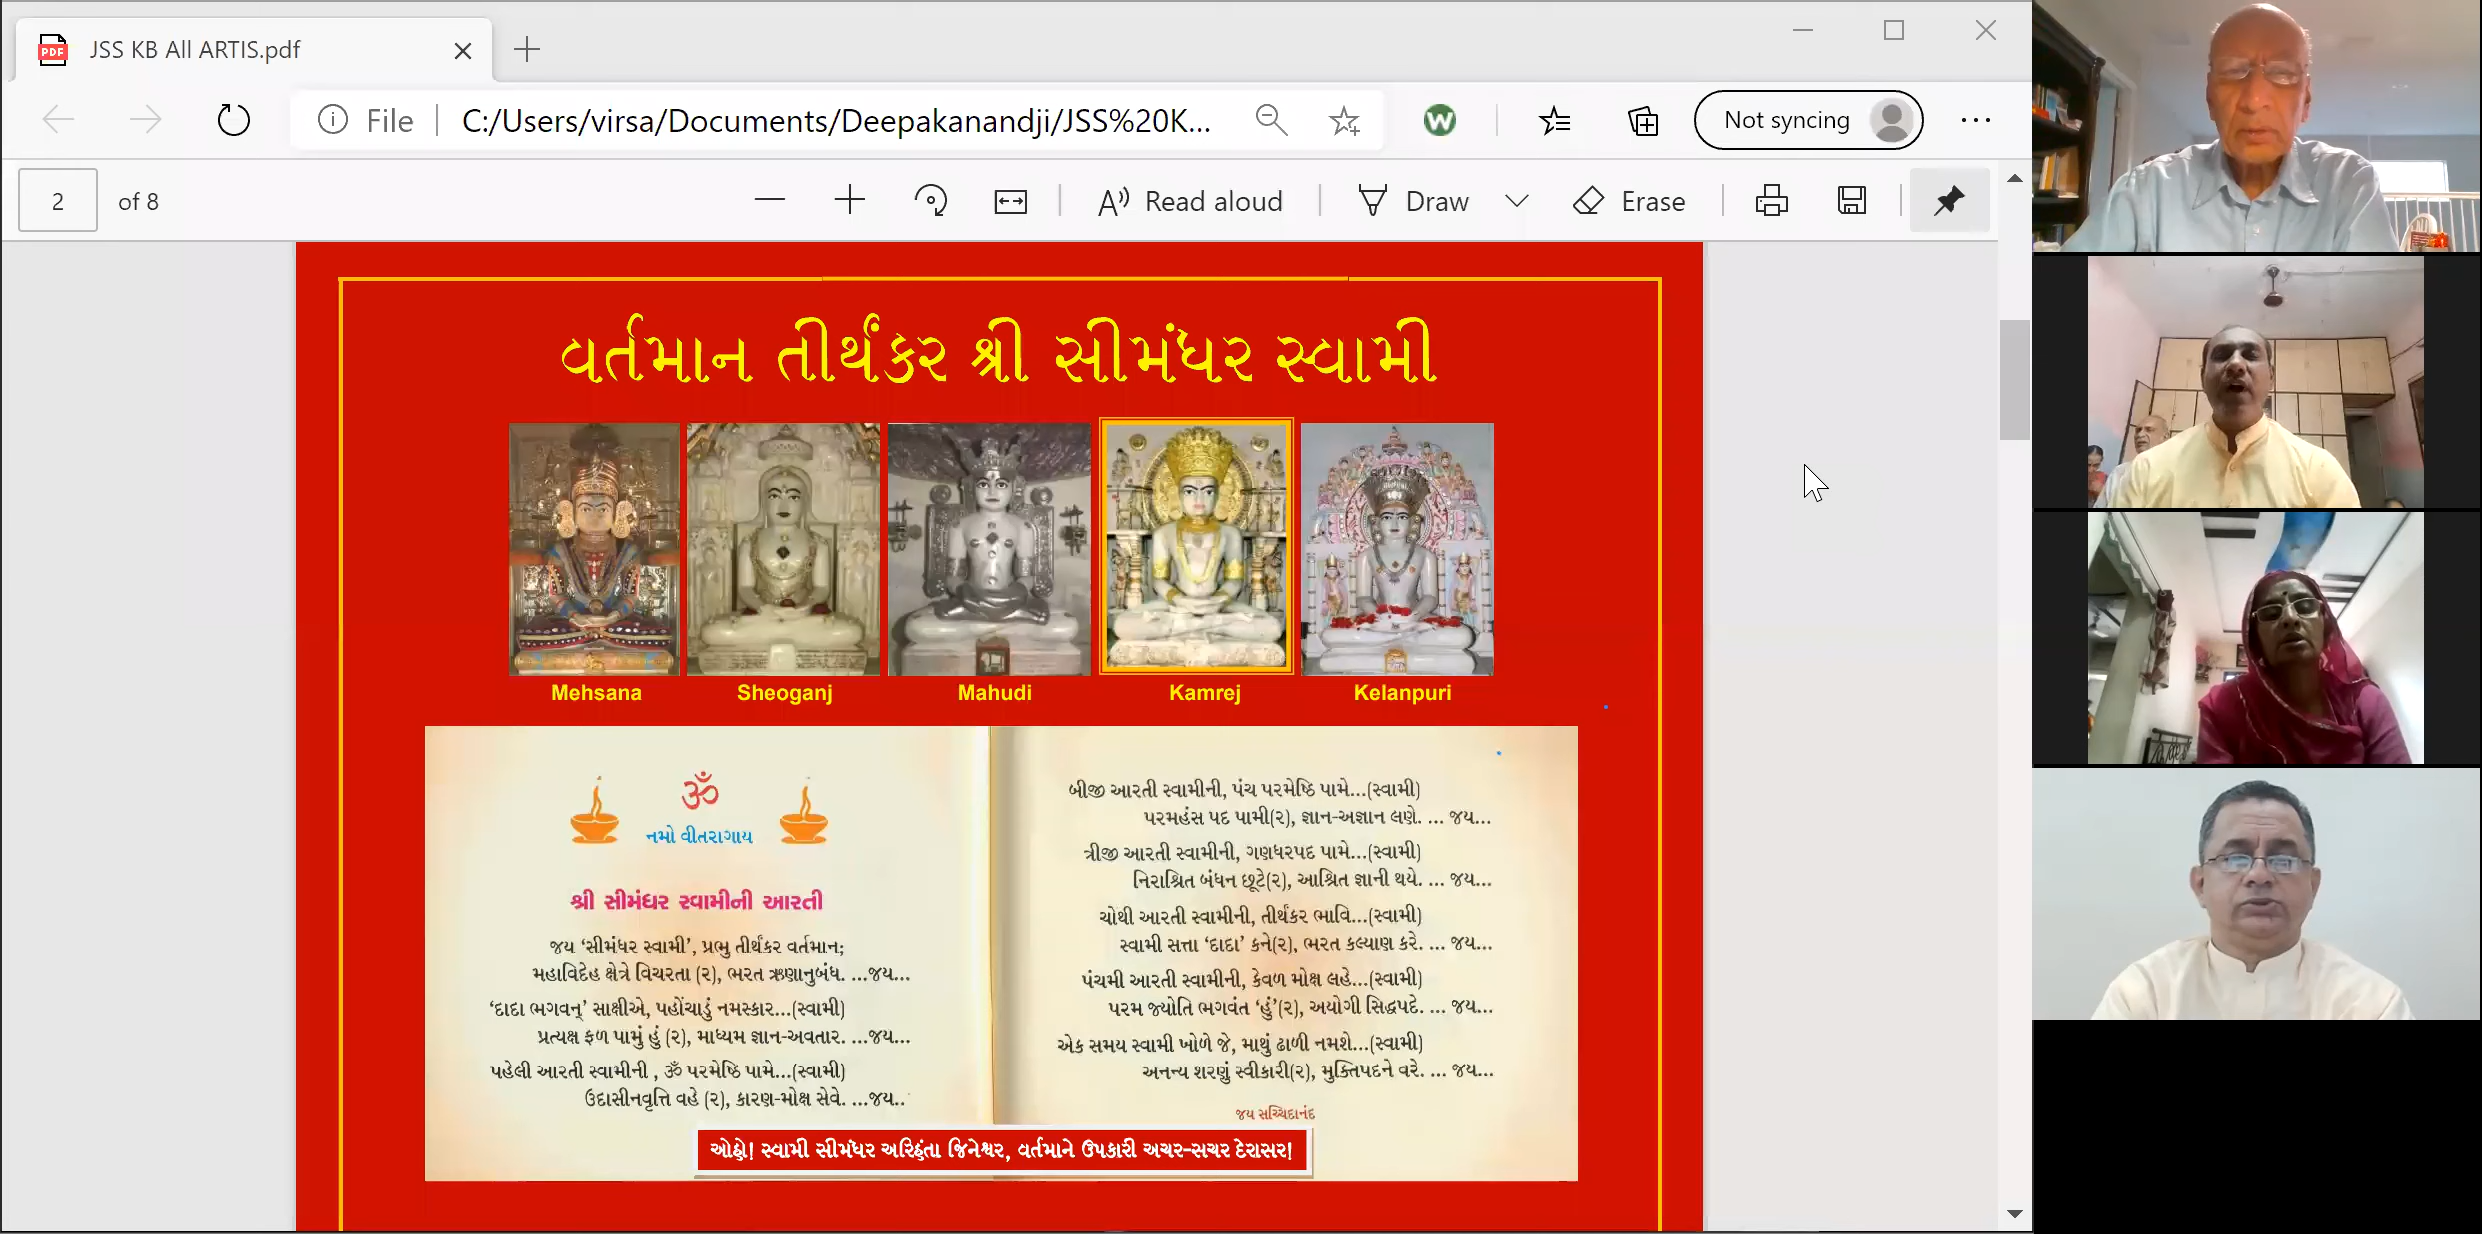 JSS KB All ARTIS.pdf
File
C:/Users/virsa/Documents/Deepakanandji/JSS%20K...
Not syncing
2 of 8
Read aloud
Draw
Erase
વર્તમાન તીર્થંકર શ્રી સીમંધર સ્વામી
Mehsana Sheoganj Mahudi Kamrej Kelanpuri
ૐ
નમો વીતરાગાય
શ્રી સીમંધર સ્વામીની આરતી
જય ‘સીમંધર સ્વામી’, પ્રભુ તીર્થંકર વર્તમાન;
મહાવિદેહ ક્ષેત્રે વિચરતા (૨), ભરત ઋણાનુબંધ. ...જય...
‘દાદા ભગવન્’ સાક્ષીએ, પહોંચાડું નમસ્કાર...(સ્વામી)
પ્રત્યક્ષ ફળ પામું હું (૨), માધ્યમ જ્ઞાન-અવતાર. ...જય...
પહેલી આરતી સ્વામીની , ૐ પરમેષ્ઠિ પામે...(સ્વામી)
ઉદાસીનવૃત્તિ વહે (૨), કારણ-મોક્ષ સેવે. ...જય..
બીજી આરતી સ્વામીની, પંચ પરમેષ્ઠિ પામે...(સ્વામી)
પરમહંસ પદ પામી(૨), જ્ઞાન-અજ્ઞાન લણે. ... જય...
ત્રીજી આરતી સ્વામીની, ગણધરપદ પામે...(સ્વામી)
નિરાશ્રિત બંધન છૂટે(૨), આશ્રિત જ્ઞાની થયે. ... જય...
ચોથી આરતી સ્વામીની, તીર્થંકર ભાવિ...(સ્વામી)
સ્વામી સત્તા ‘દાદા’ કને(૨), ભરત કલ્યાણ કરે. ... જય...
પંચમી આરતી સ્વામીની, કેવળ મોક્ષ લહે...(સ્વામી)
પરમ જ્યોતિ ભગવંત ‘હું’(૨), અયોગી સિદ્ધપદે. ... જય...
એક સમય સ્વામી ખોળે જે, માથું ઢાળી નમશે...(સ્વામી)
અનન્ય શરણું સ્વીકારી(૨), મુક્તિપદને વરે. ... જય...
જય સચ્ચિદાનંદ
ઓહો! સ્વામી સીમંધર અરિહંતા જિનેશ્વર, વર્તમાને ઉપકારી અચર-સચર દેરાસર!